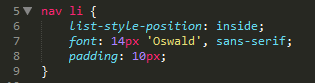 5 nav li {
6 list-style-position: inside;
7 font: 14px 'Oswald', sans-serif;
8 padding: 10px;
9 }